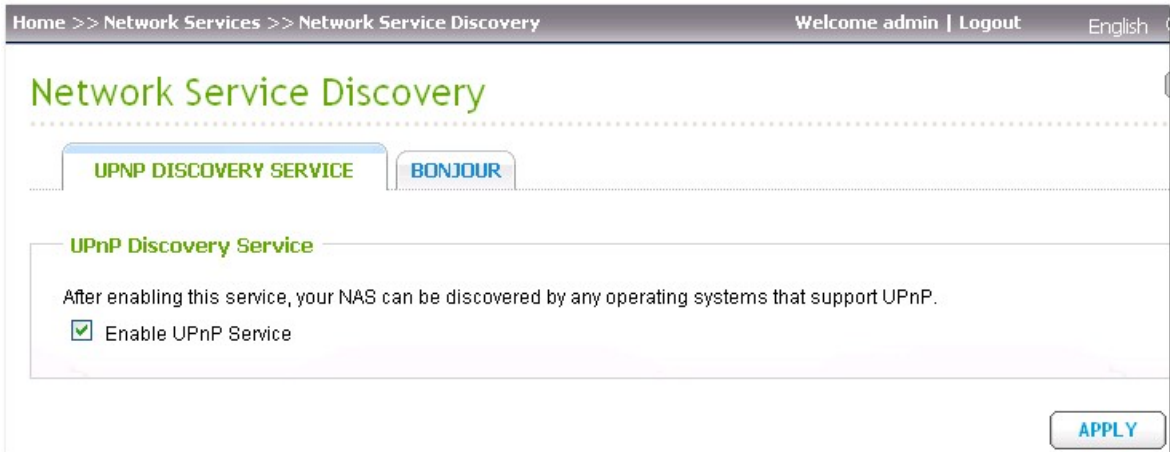 Home >> Network Services >> Network Service Discovery Welcome admin | Logout English
Network Service Discovery
UPNP DISCOVERY SERVICE BONJOUR
UPnP Discovery Service
After enabling this service, your NAS can be discovered by any operating systems that support UPnP.
Enable UPnP Service
APPLY